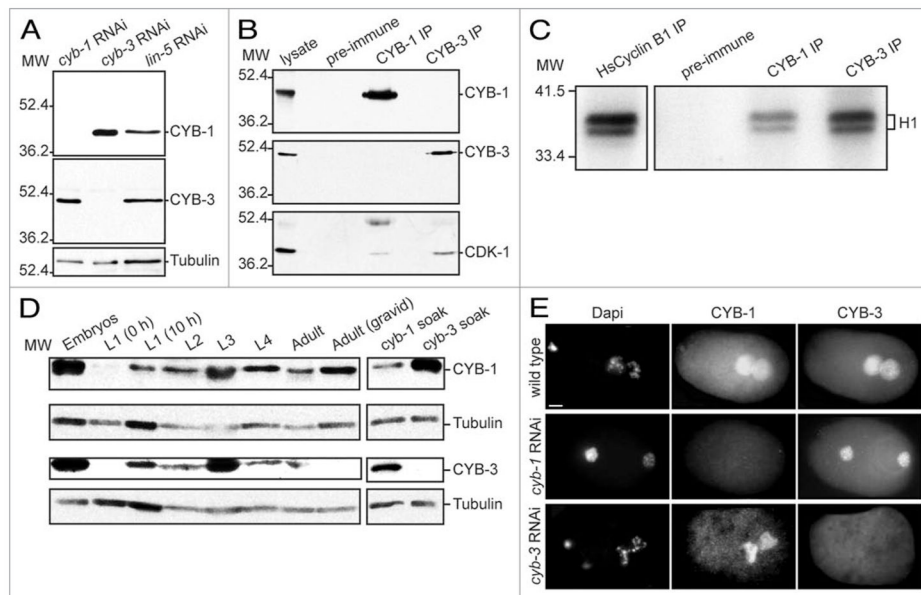 A
MW
cyb-1 RNAi
cyb-3 RNAi
lin-5 RNAi
52.4
36.2
CYB-1
52.4
36.2
CYB-3
52.4
Tubulin
B
MW
lysate
pre-immune
CYB-1 IP
CYB-3 IP
52.4
36.2
CYB-1
52.4
36.2
CYB-3
52.4
36.2
CDK-1
C
MW
HsCyclin B1 IP
pre-immune
CYB-1 IP
CYB-3 IP
41.5
33.4
H1
D
MW
Embryos
L1 (0 h)
L1 (10 h)
L2
L3
L4
Adult
Adult (gravid)
cyb-1 soak
cyb-3 soak
CYB-1
Tubulin
CYB-3
Tubulin
E
Dapi
CYB-1
CYB-3
wild type
cyb-1 RNAi
cyb-3 RNAi